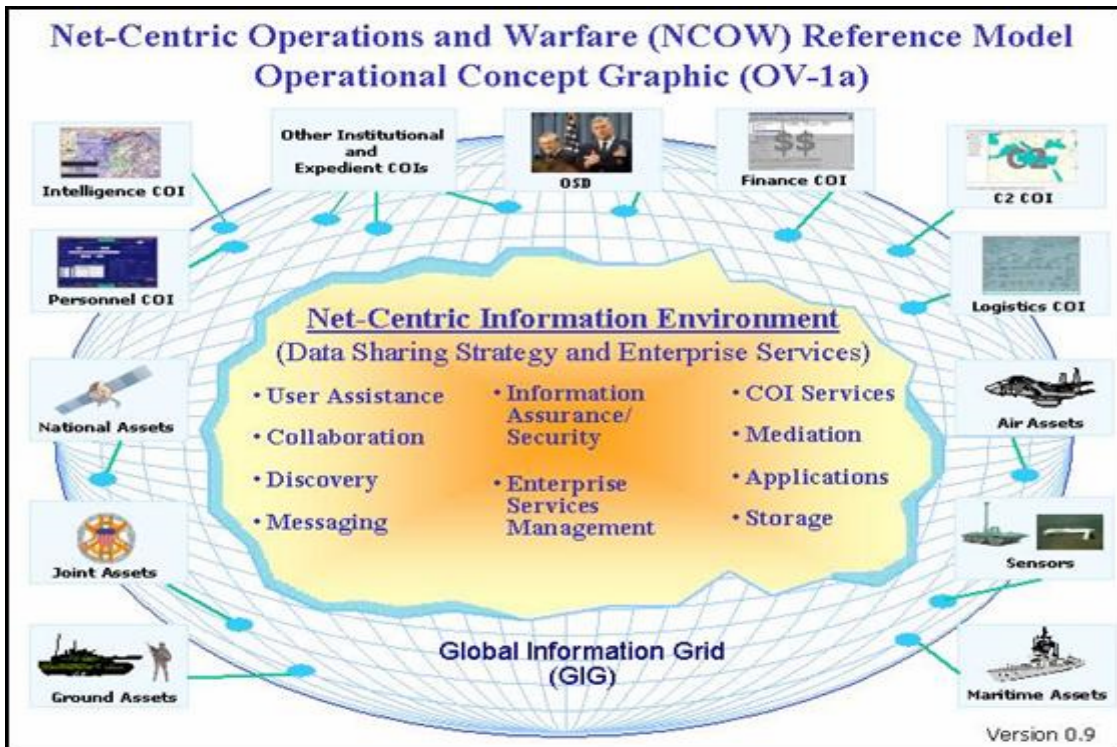 Net-Centric Operations and Warfare (NCOW) Reference Model
Operational Concept Graphic (OV-1a)
Intelligence COI
Other Institutional
and
Expedient COIs
OSD
$$
Finance COI
C2
C2 COI
Personnel COI
Logistics COI
Net-Centric Information Environment
(Data Sharing Strategy and Enterprise Services)
• User Assistance
• Collaboration
• Discovery
• Messaging
• Information
Assurance/
Security
• Enterprise
Services
Management
• COI Services
• Mediation
• Applications
• Storage
National Assets
Air Assets
Joint Assets
Sensors
Ground Assets
Global Information Grid
(GIG)
Maritime Assets
Version 0.9